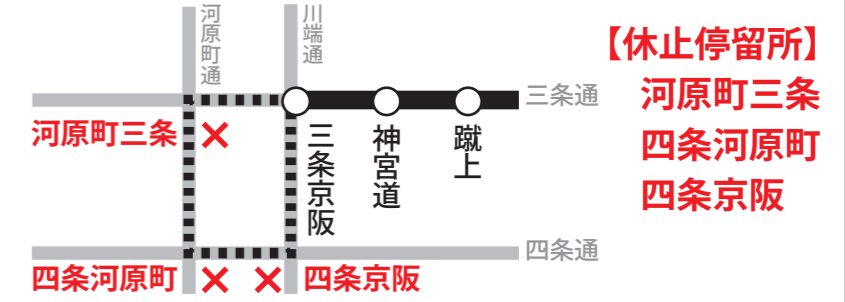 河原町通
川端通
三条通
河原町三条
三条京阪
神宮道
蹴上
四条通
四条河原町
四条京阪
【休止停留所】
河原町三条
四条河原町
四条京阪